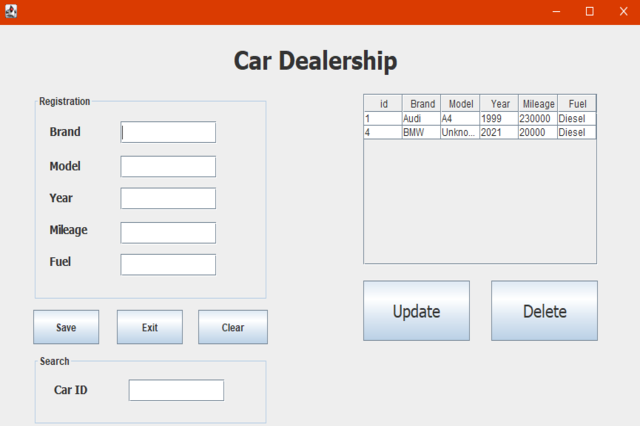 Car Dealership
Registration
Brand
Model
Year
Mileage
Fuel
Save Exit Clear
Search
Car ID
id Brand Model Year Mileage Fuel
1 Audi A4 1999 230000 Diesel
4 BMW Unkno... 2021 20000 Diesel
Update Delete